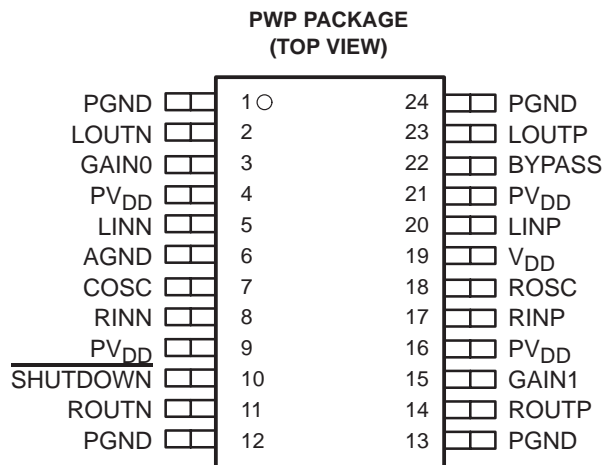 PWP PACKAGE
(TOP VIEW)
PGND 1 24 PGND
LOUTN 2 23 LOUTP
GAIN0 3 22 BYPASS
PVDD 4 21 PVDD
LINN 5 20 LINP
AGND 6 19 VDD
COSC 7 18 ROSC
RINN 8 17 RINP
PVDD 9 16 PVDD
SHUTDOWN 10 15 GAIN1
ROUTN 11 14 ROUTP
PGND 12 13 PGND